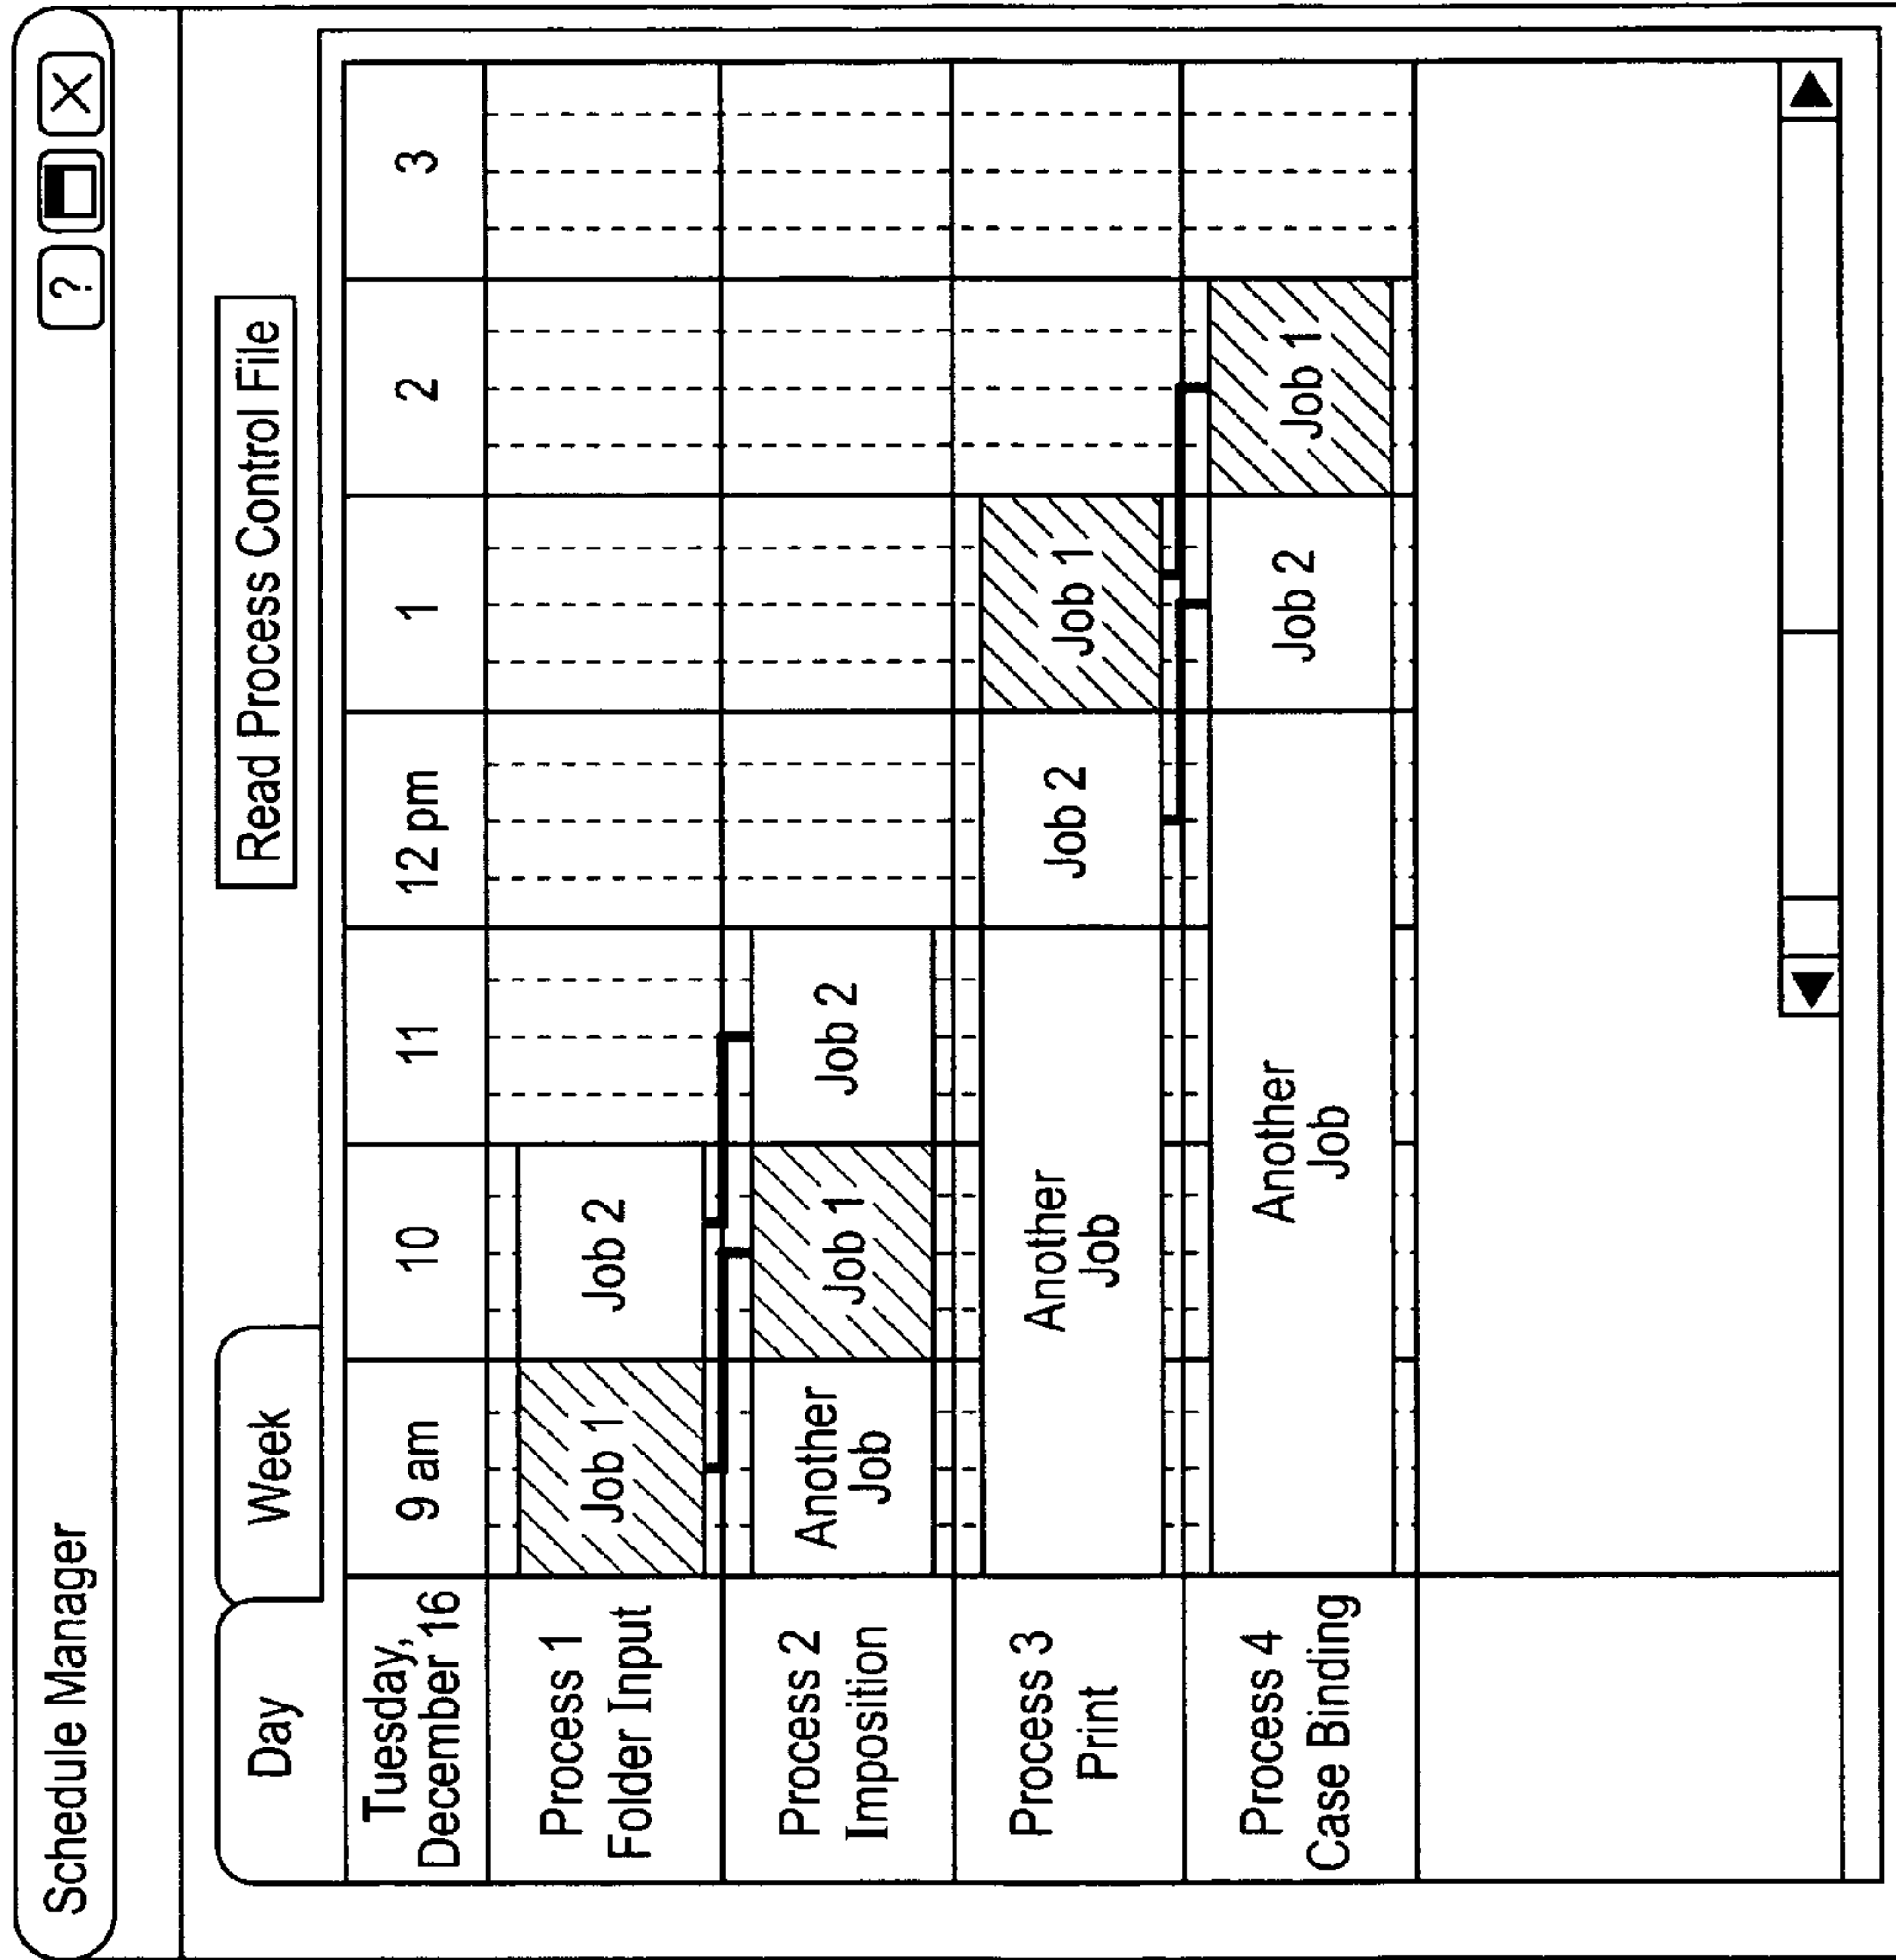 Schedule Manager
?
X
Day
Week
Read Process Control File
Tuesday,
December 16
9 am
10
11
12 pm
1
2
3
Process 1
Folder Input
Job 1
Job 2
Process 2
Imposition
Another
Job
Job 1
Job 2
Process 3
Print
Another
Job
Job 2
Job 1
Process 4
Case Binding
Another
Job
Job 2
Job 1